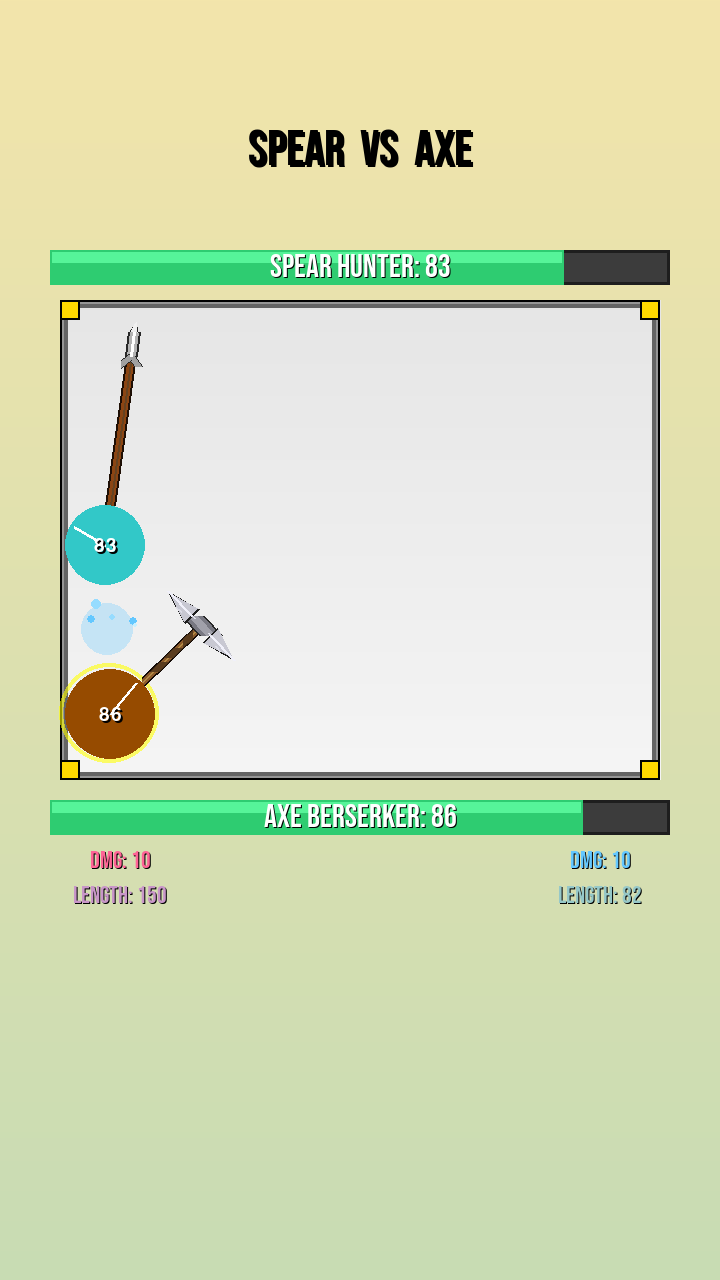 SPEAR VS AXE
SPEAR HUNTER: 83
83
86
AXE BERSERKER: 86
DMG: 10 DMG: 10
LENGTH: 150 LENGTH: 82